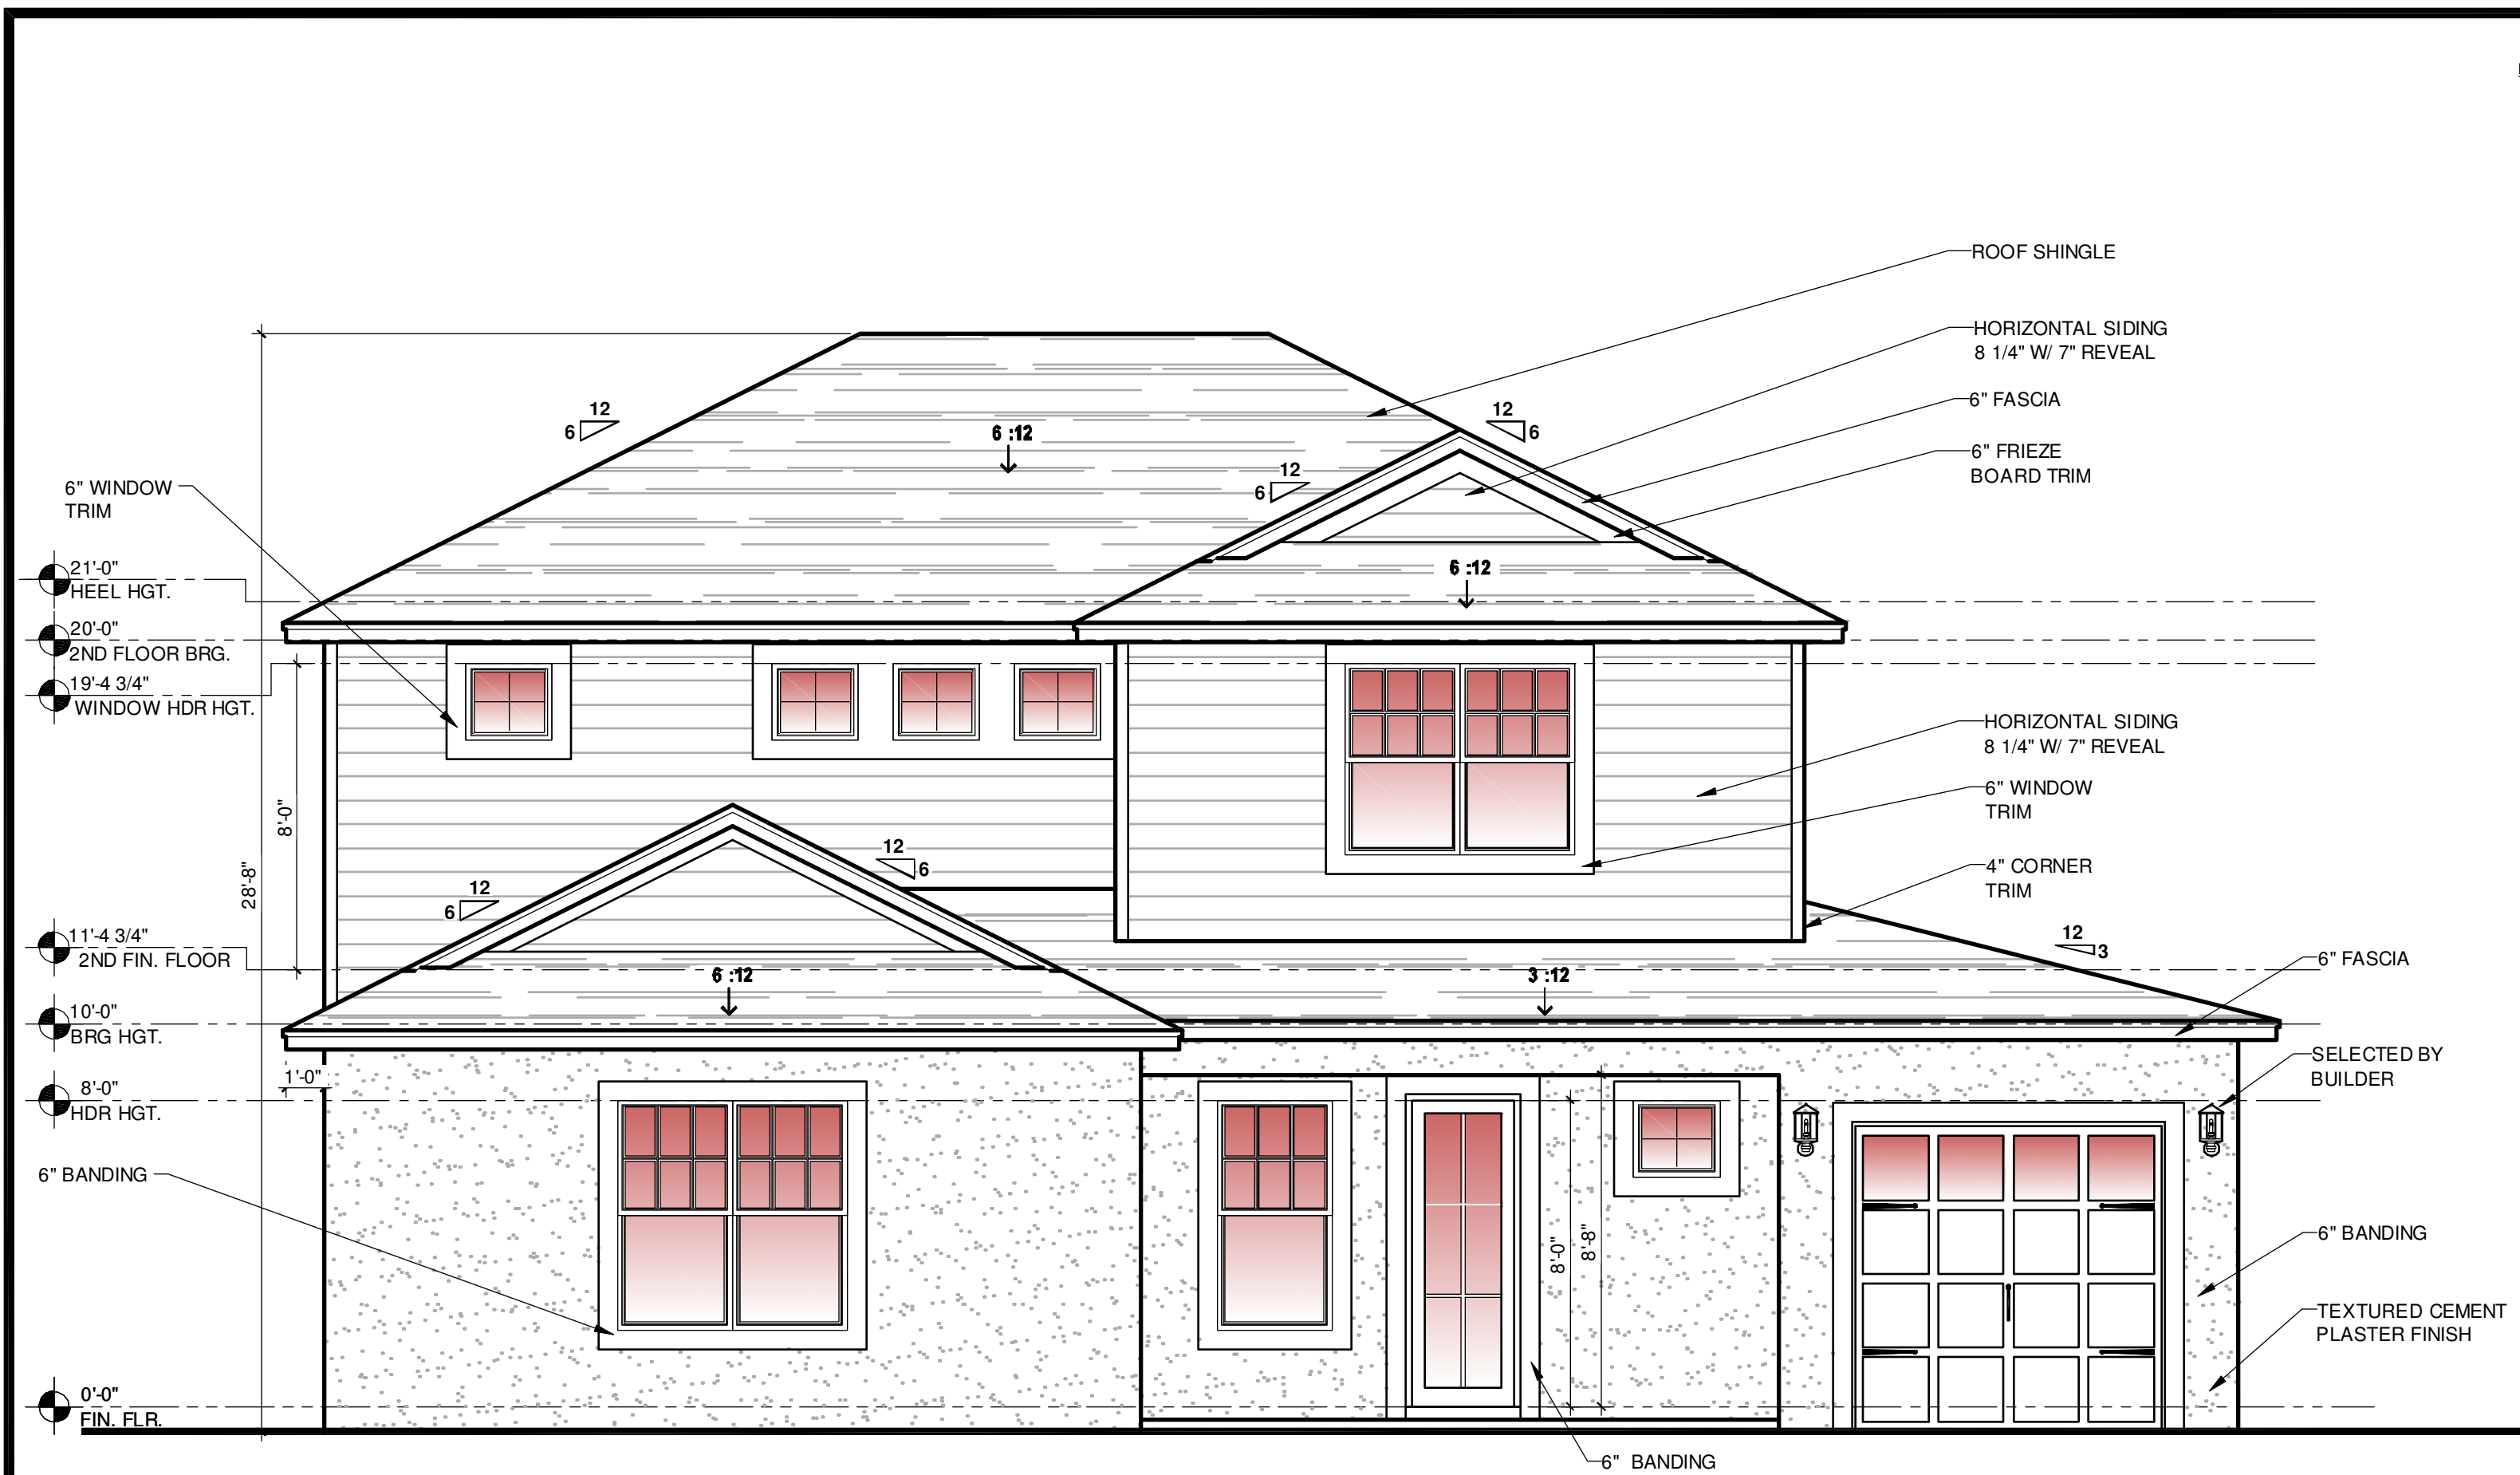 ROOF SHINGLE
HORIZONTAL SIDING
8 1/4" W/ 7" REVEAL
6" FASCIA
6" FRIEZE
BOARD TRIM
12
6
6 :12
12
6
12
6
6 :12
6" WINDOW
TRIM
21'-0"
HEEL HGT.
20'-0"
2ND FLOOR BRG.
19'-4 3/4"
WINDOW HDR HGT.
8'-0"
28'-8"
HORIZONTAL SIDING
8 1/4" W/ 7" REVEAL
6" WINDOW
TRIM
4" CORNER
TRIM
12
6
12
6
11'-4 3/4"
2ND FIN. FLOOR
6 :12
3 :12
12
3
6" FASCIA
10'-0"
BRG HGT.
1'-0"
8'-0"
HDR HGT.
SELECTED BY
BUILDER
6" BANDING
8'-0"
8'-8"
6" BANDING
TEXTURED CEMENT
PLASTER FINISH
0'-0"
FIN. FLR.
6" BANDING